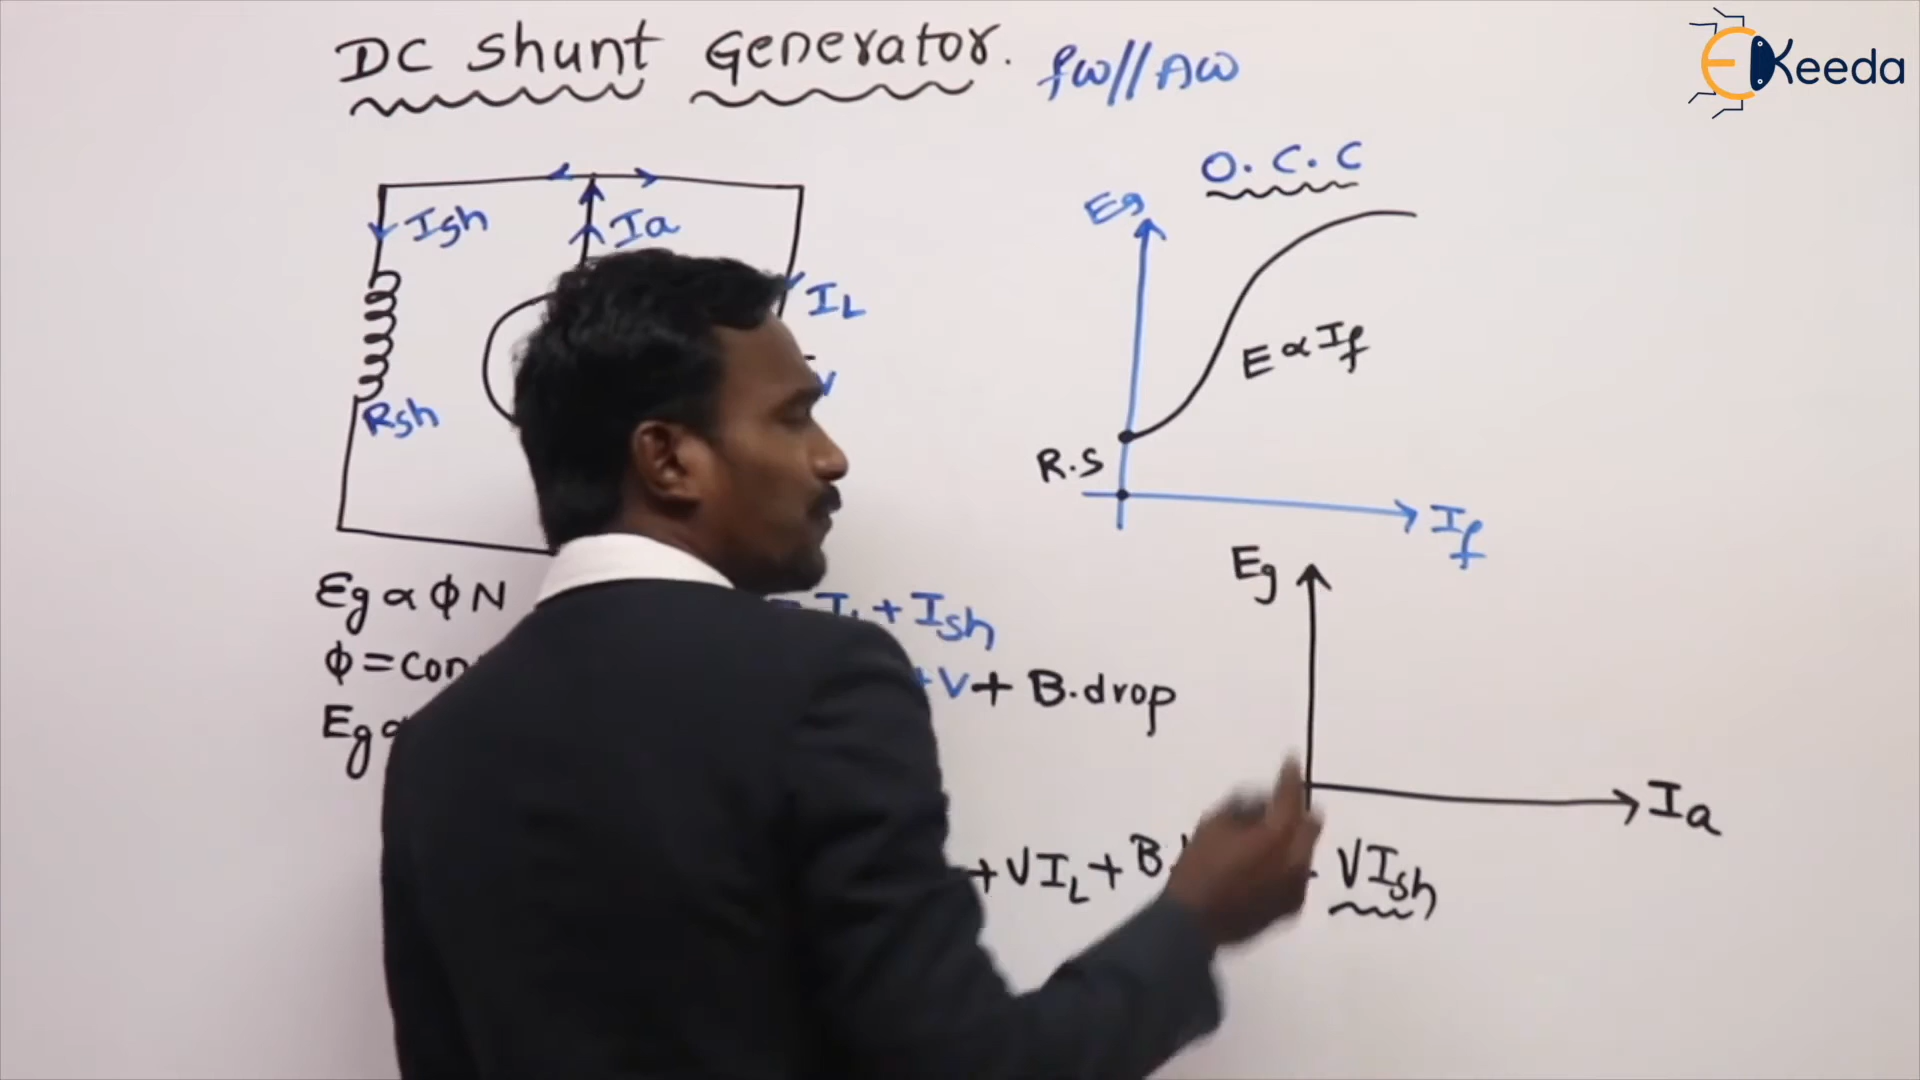 DC Shunt Generator. fw//Aw
EKeeda
O.C.C
Eg
Ish
Ia
IL
V
Rsh
E ∝ If
R.S
If
Eg ∝ ΦN
+ Ish
Φ = con
+V + B.drop
Eg ∝
Eg
Ia
+ VIL + B.
VIsh